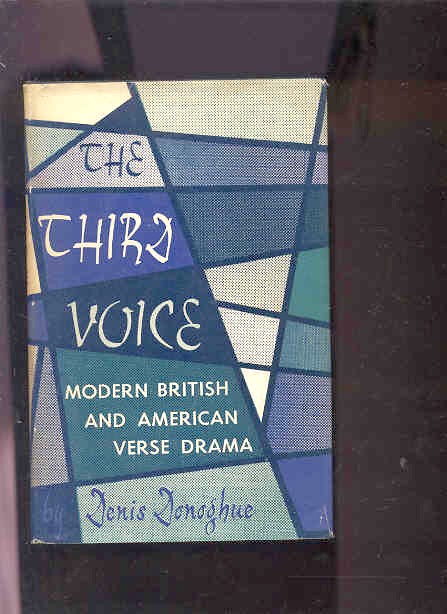 THE
THIRD
VOICE
MODERN BRITISH
AND AMERICAN
VERSE DRAMA
by Denis Donoghue